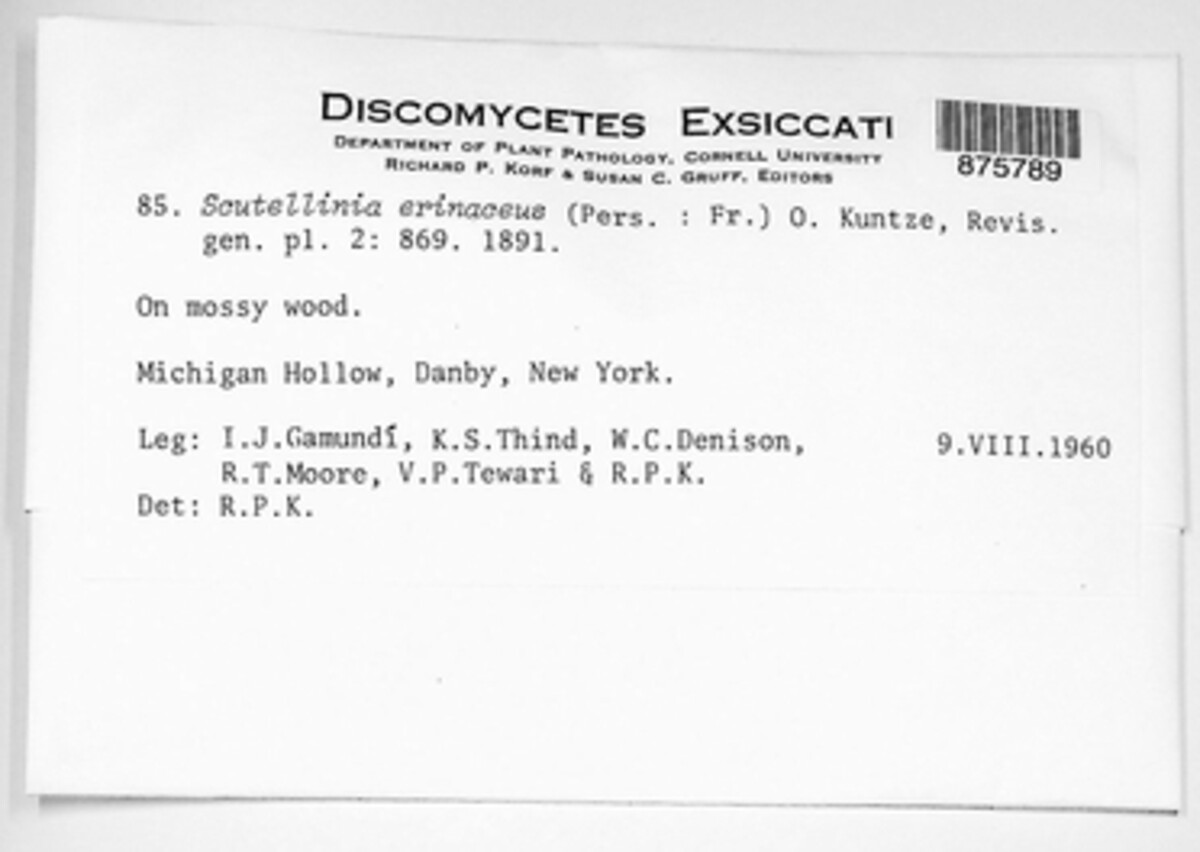 DISCOMYCETES EXSICCATI
DEPARTMENT OF PLANT PATHOLOGY, CORNELL UNIVERSITY
RICHARD P. KORF & SUSAN C. GRUFF, EDITORS
875789
85. Scutellinia erinaceus (Pers. : Fr.) O. Kuntze, Revis.
gen. pl. 2: 869. 1891.
On mossy wood.
Michigan Hollow, Danby, New York.
Leg: I.J.Gamundí, K.S.Thind, W.C.Denison, 9.VIII.1960
R.T.Moore, V.P.Tewari & R.P.K.
Det: R.P.K.